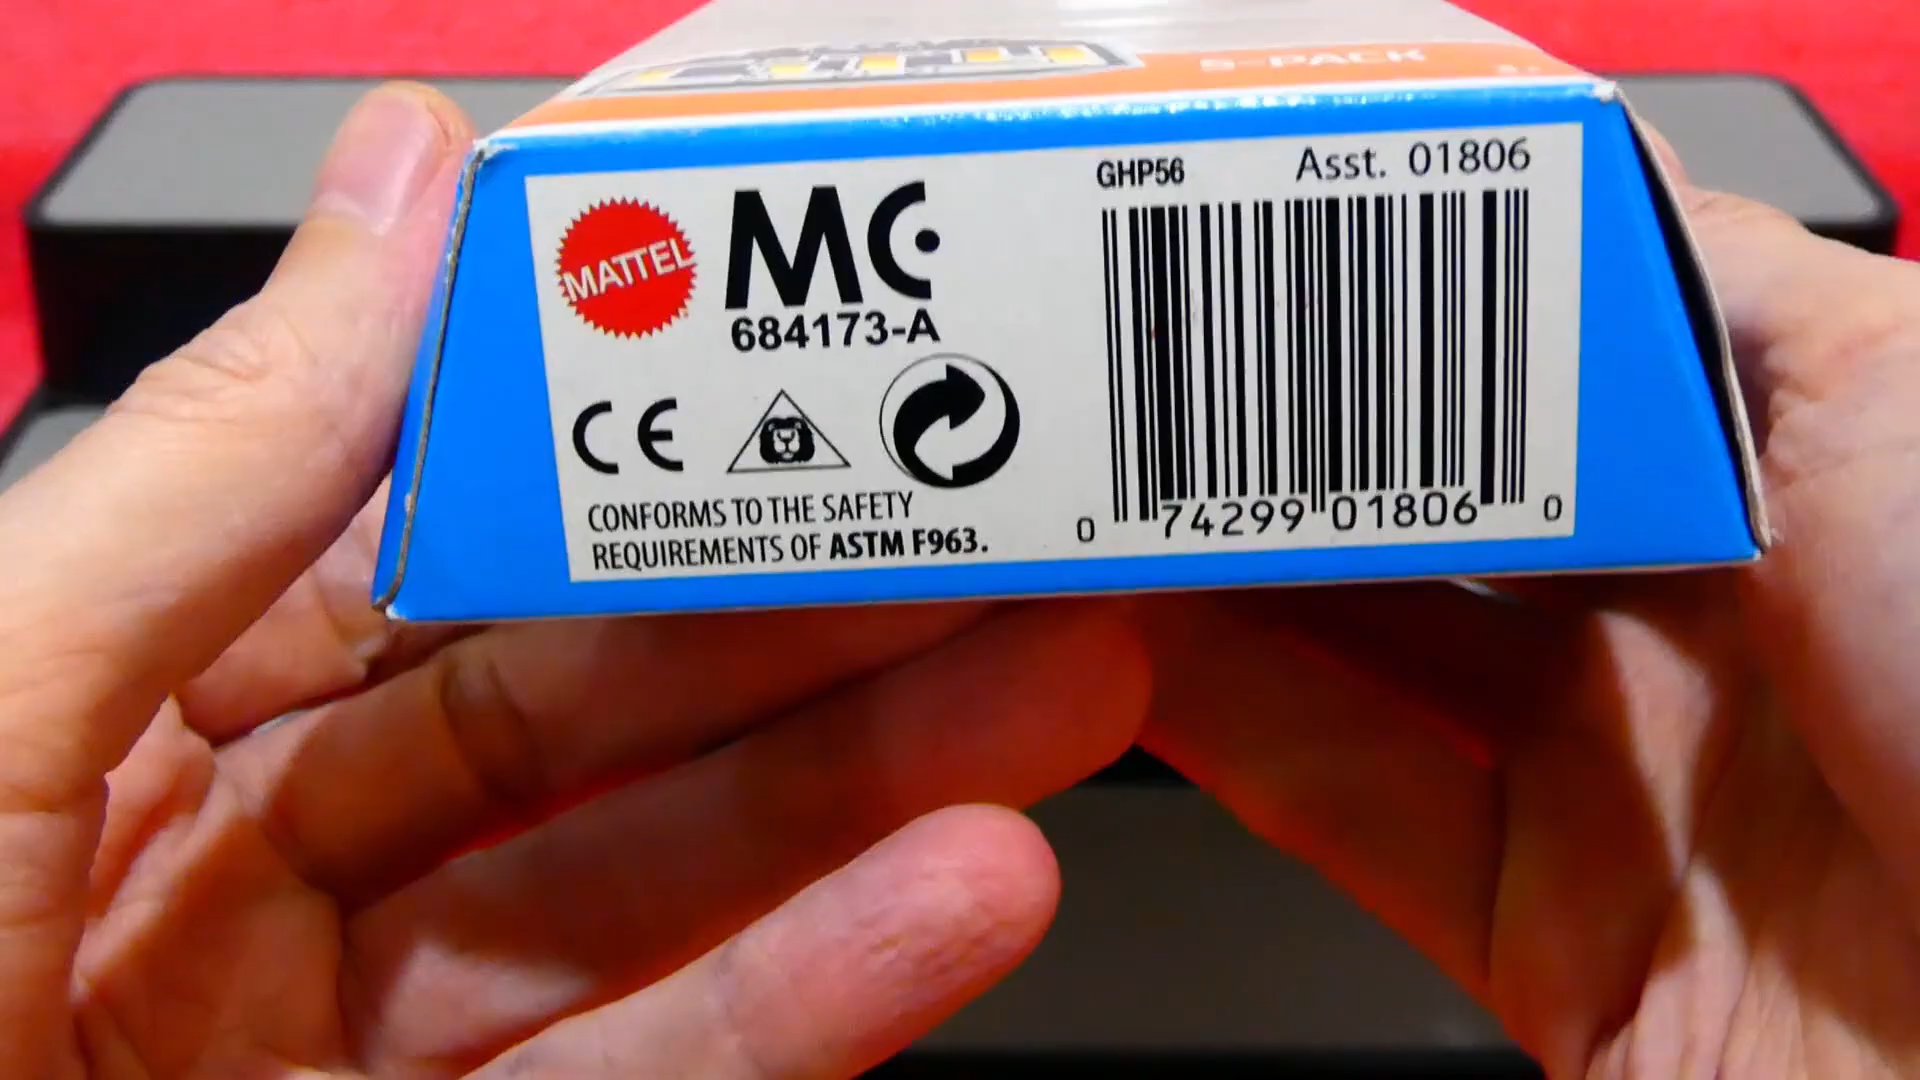 5-PACK
GHP56
Asst. 01806
MATTEL
MC
684173-A
CE
CONFORMS TO THE SAFETY
REQUIREMENTS OF ASTM F963.
0 74299 01806 0